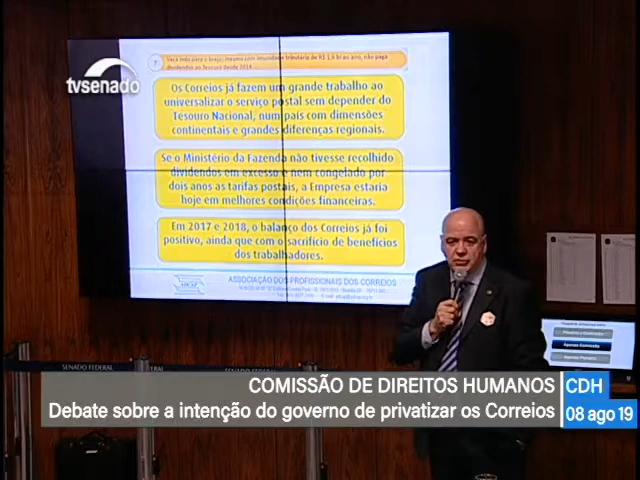 tvsenado
Os Correios já fazem um grande trabalho ao
universalizar o serviço postal sem depender do
Tesouro Nacional, num país com dimensões
continentais e grandes diferenças regionais.
Se o Ministério da Fazenda não tivesse recolhido
dividendos em excesso e nem congelado por
dois anos as tarifas postais, a Empresa estaria
hoje em melhores condições financeiras.
Em 2017 e 2018, o balanço dos Correios já foi
positivo, ainda que com o sacrifício de benefícios
dos trabalhadores.
ASSOCIAÇÃO DOS PROFISSIONAIS DOS CORREIOS
Apenas Comissão
SENADO FEDERAL
SENADO FEDERAL
COMISSÃO DE DIREITOS HUMANOS
CDH
Debate sobre a intenção do governo de privatizar os Correios
08 ago 19